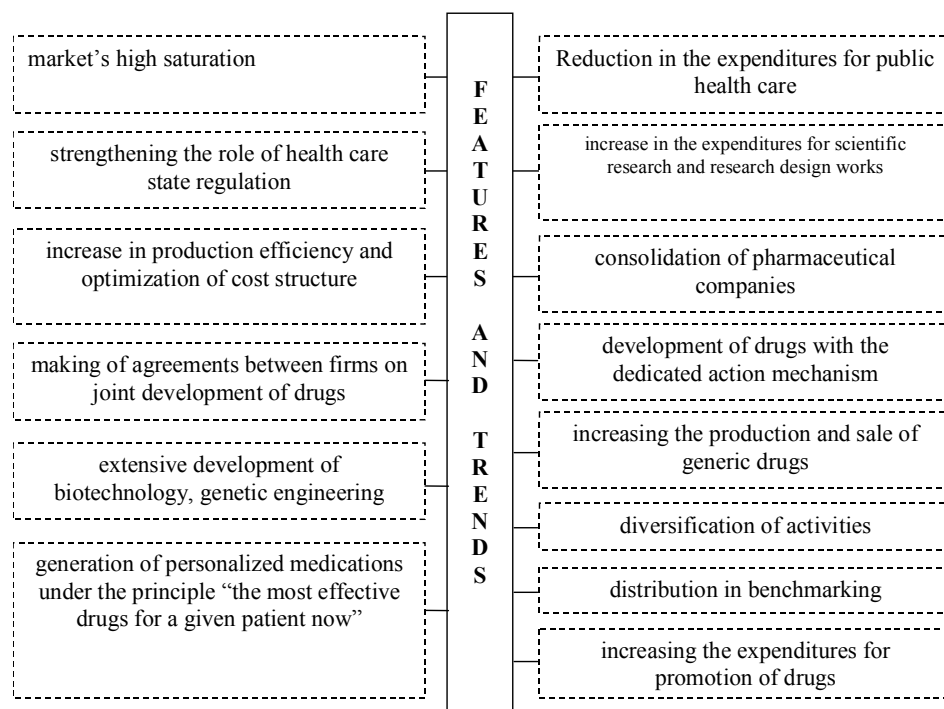 market’s high saturation
strengthening the role of health care
state regulation
increase in production efficiency and
optimization of cost structure
making of agreements between firms on
joint development of drugs
extensive development of
biotechnology, genetic engineering
generation of personalized medications
under the principle “the most effective
drugs for a given patient now”
FEATURES AND TRENDS
Reduction in the expenditures for public
health care
increase in the expenditures for scientific
research and research design works
consolidation of pharmaceutical
companies
development of drugs with the
dedicated action mechanism
increasing the production and sale of
generic drugs
diversification of activities
distribution in benchmarking
increasing the expenditures for
promotion of drugs